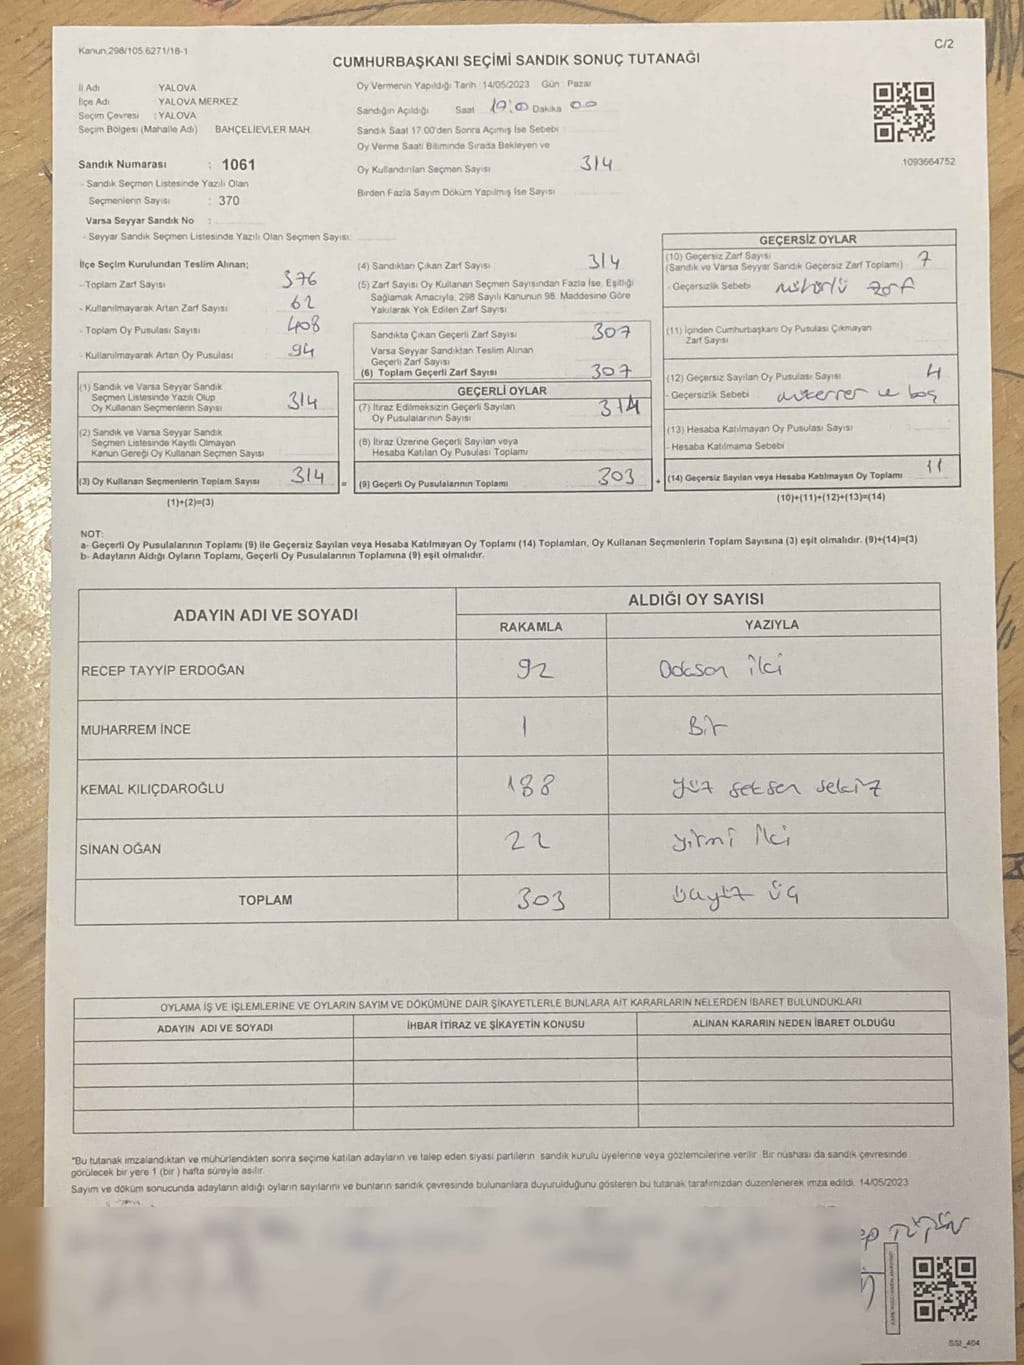 Kanun:298/105.6271/18-1
C/2
CUMHURBAŞKANI SEÇİMİ SANDIK SONUÇ TUTANAĞI
İl Adı YALOVA
İlçe Adı : YALOVA MERKEZ
Seçim Çevresi : YALOVA
Seçim Bölgesi (Mahalle Adı) BAHÇELİEVLER MAH.
Sandık Numarası : 1061
- Sandık Seçmen Listesinde Yazılı Olan
Seçmenlerin Sayısı : 370
Varsa Seyyar Sandık No :
- Seyyar Sandık Seçmen Listesinde Yazılı Olan Seçmen Sayısı:
Oy Vermenin Yapıldığı Tarih : 14/05/2023 Gün : Pazar
Sandığın Açıldığı Saat Dakika 00
Sandık Saat 17:00'den Sonra Açılmış İse Sebebi :
Oy Verme Saati Bitiminde Sırada Bekleyen ve
Oy Kullandırılan Seçmen Sayısı 314
Birden Fazla Sayım Döküm Yapılmış İse Sayısı :
1093664752
İlçe Seçim Kurulundan Teslim Alınan;
- Toplam Zarf Sayısı : 376
- Kullanılmayarak Artan Zarf Sayısı : 62
- Toplam Oy Pusulası Sayısı : 408
- Kullanılmayarak Artan Oy Pusulası : 94
(1) Sandık ve Varsa Seyyar Sandık
Seçmen Listesinde Yazılı Olup
Oy Kullanan Seçmenlerin Sayısı : 314
(2) Sandık ve Varsa Seyyar Sandık
Seçmen Listesinde Kayıtlı Olmayan
Kanun Gereği Oy Kullanan Seçmen Sayısı :
(3) Oy Kullanan Seçmenlerin Toplam Sayısı : 314
(1)+(2)=(3)
=
(4) Sandıktan Çıkan Zarf Sayısı : 314
(5) Zarf Sayısı Oy Kullanan Seçmen Sayısından Fazla İse, Eşitliği
Sağlamak Amacıyla, 298 Sayılı Kanunun 98. Maddesine Göre
Yakılarak Yok Edilen Zarf Sayısı :
Sandıkta Çıkan Geçerli Zarf Sayısı : 307
Varsa Seyyar Sandıktan Teslim Alınan
Geçerli Zarf Sayısı :
(6) Toplam Geçerli Zarf Sayısı : 307
GEÇERLİ OYLAR
(7) İtiraz Edilmeksizin Geçerli Sayılan
Oy Pusulalarının Sayısı : 314
(8) İtiraz Üzerine Geçerli Sayılan veya
Hesaba Katılan Oy Pusulası Toplamı :
(9) Geçerli Oy Pusulalarının Toplamı : 303
+
GEÇERSİZ OYLAR
(10) Geçersiz Zarf Sayısı : 7
(Sandık ve Varsa Seyyar Sandık Geçersiz Zarf Toplamı)
- Geçersizlik Sebebi : mühürlü zarf
(11) İçinden Cumhurbaşkanı Oy Pusulası Çıkmayan
Zarf Sayısı :
(12) Geçersiz Sayılan Oy Pusulası Sayısı : 4
- Geçersizlik Sebebi : mükerrer ve boş
(13) Hesaba Katılmayan Oy Pusulası Sayısı :
- Hesaba Katılmama Sebebi :
(14) Geçersiz Sayılan veya Hesaba Katılmayan Oy Toplamı : 11
(10)+(11)+(12)+(13)=(14)
NOT:
a- Geçerli Oy Pusulalarının Toplamı (9) ile Geçersiz Sayılan veya Hesaba Katılmayan Oy Toplamı (14) Toplamları, Oy Kullanan Seçmenlerin Toplam Sayısına (3) eşit olmalıdır. (9)+(14)=(3)
b- Adayların Aldığı Oyların Toplamı, Geçerli Oy Pusulalarının Toplamına (9) eşit olmalıdır.
ADAYIN ADI VE SOYADI ALDIĞI OY SAYISI
RAKAMLA YAZIYLA
RECEP TAYYİP ERDOĞAN 92 Doksan iki
MUHARREM İNCE 1 Bir
KEMAL KILIÇDAROĞLU 188 yüz seksen sekiz
SİNAN OĞAN 22 yirmi iki
TOPLAM 303 üçyüz üç
OYLAMA İŞ VE İŞLEMLERİNE VE OYLARIN SAYIM VE DÖKÜMÜNE DAİR ŞİKAYETLERLE BUNLARA AİT KARARLARIN NELERDEN İBARET BULUNDUKLARI
ADAYIN ADI VE SOYADI İHBAR İTİRAZ VE ŞİKAYETİN KONUSU ALINAN KARARIN NEDEN İBARET OLDUĞU
*Bu tutanak imzalandıktan ve mühürlendikten sonra seçime katılan adayların ve talep eden siyasi partilerin sandık kurulu üyelerine veya gözlemcilerine verilir. Bir nüshası da sandık çevresinde
görülecek bir yere 1 (bir ) hafta süreyle asılır.
Sayım ve döküm sonucunda adayların aldığı oyların sayılarını ve bunların sandık çevresinde bulunanlara duyurulduğunu gösteren bu tutanak tarafımızdan düzenlenerek imza edildi. 14/05/2023
SSI_404